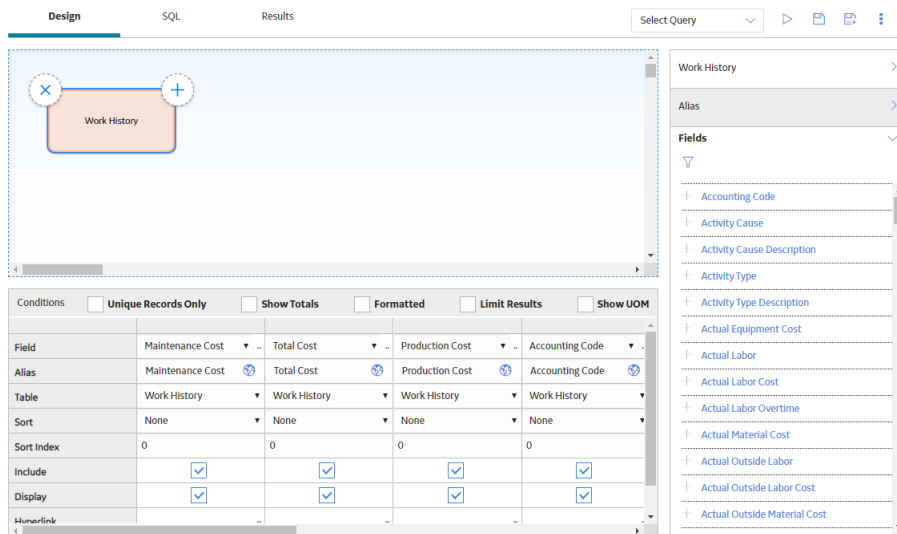 Design SQL Results Select Query
Work History
Work History
Alias
Fields
Accounting Code
Activity Cause
Activity Cause Description
Activity Type
Activity Type Description
Actual Equipment Cost
Actual Labor
Actual Labor Cost
Actual Labor Overtime
Actual Material Cost
Actual Outside Labor
Actual Outside Labor Cost
Actual Outside Material Cost
Conditions Unique Records Only Show Totals Formatted Limit Results Show UOM
Field Maintenance Cost Total Cost Production Cost Accounting Code
Alias Maintenance Cost Total Cost Production Cost Accounting Code
Table Work History Work History Work History Work History
Sort None None None None
Sort Index 0 0 0 0
Include
Display
Hyperlink